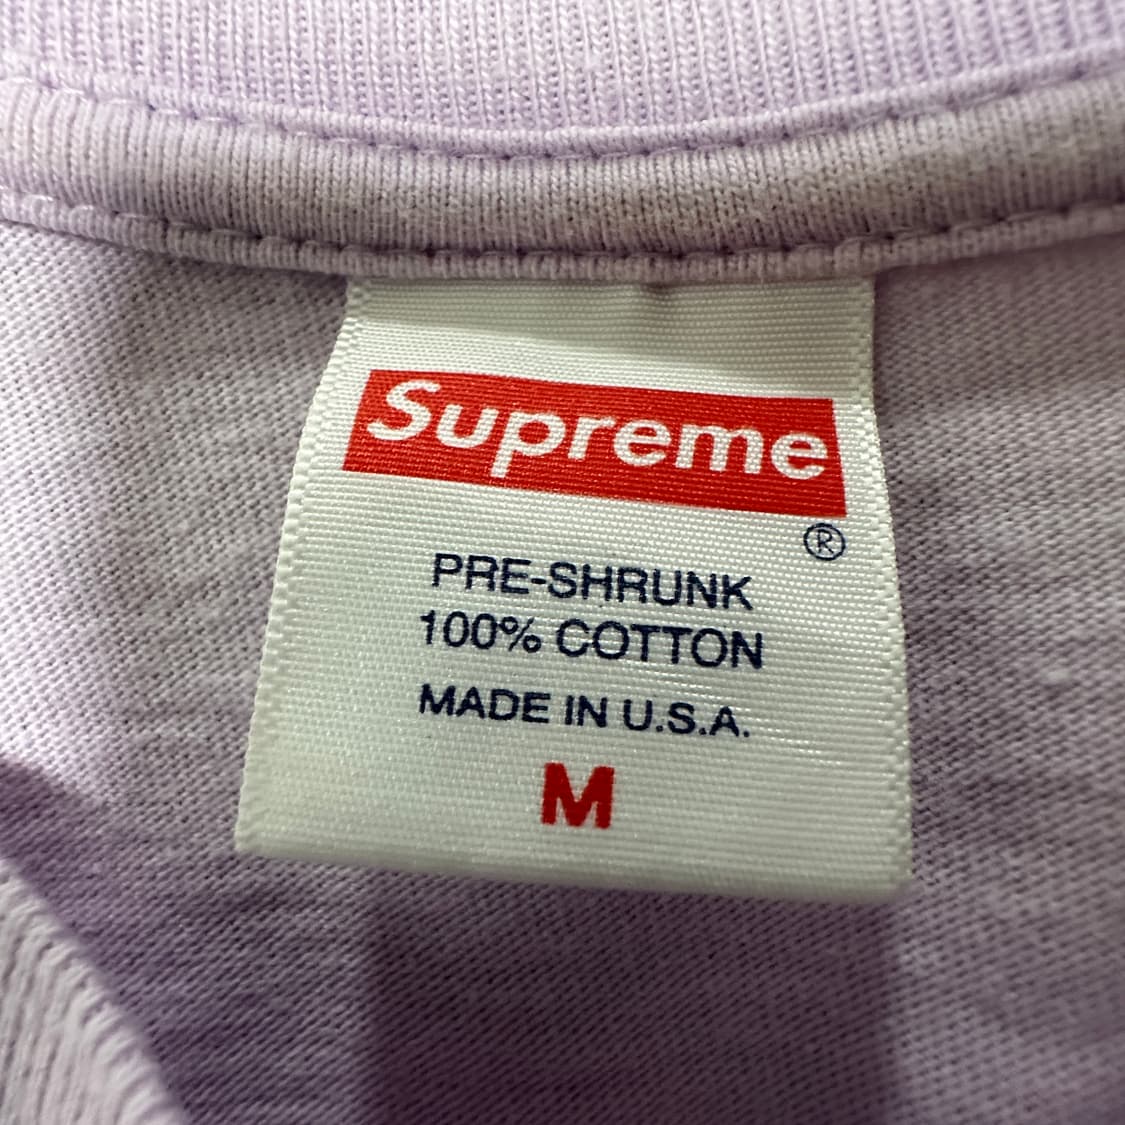 Supreme
®
PRE-SHRUNK
100% COTTON
MADE IN U.S.A.
M